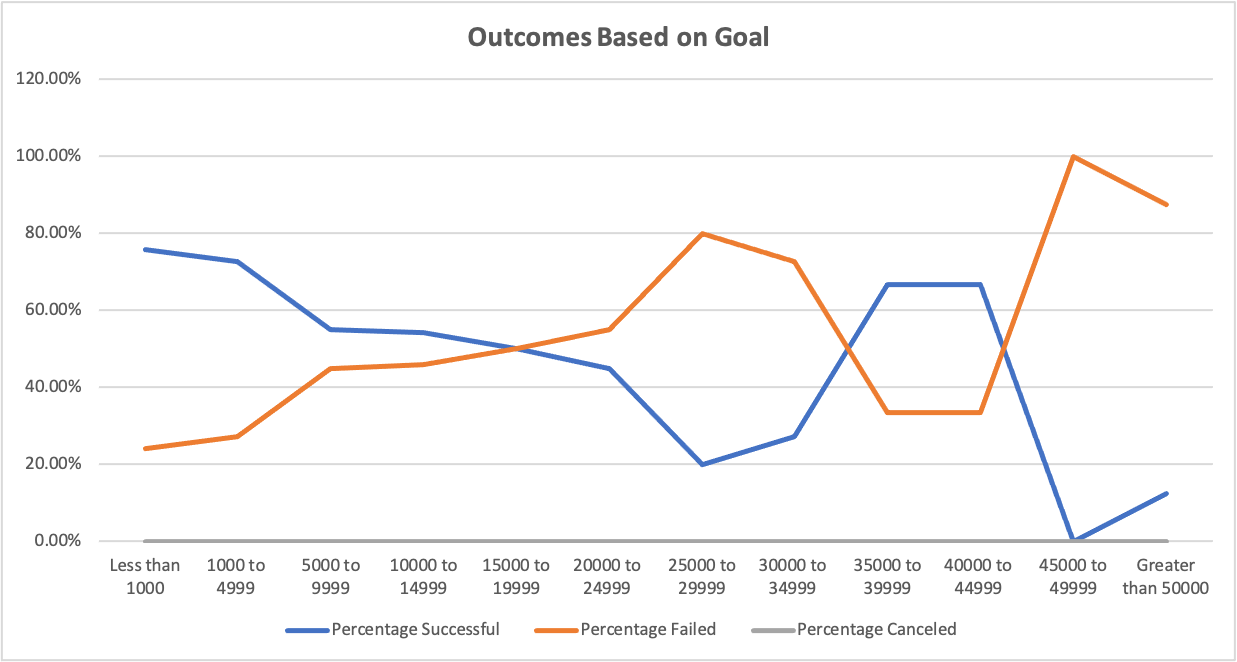 Outcomes Based on Goal
120.00%
100.00%
80.00%
60.00%
40.00%
20.00%
0.00%
Less than
1000
1000 to
4999
5000 to
9999
10000 to
14999
15000 to
19999
20000 to
24999
25000 to
29999
30000 to
34999
35000 to
39999
40000 to
44999
45000 to
49999
Greater
than 50000
Percentage Successful
Percentage Failed
Percentage Canceled